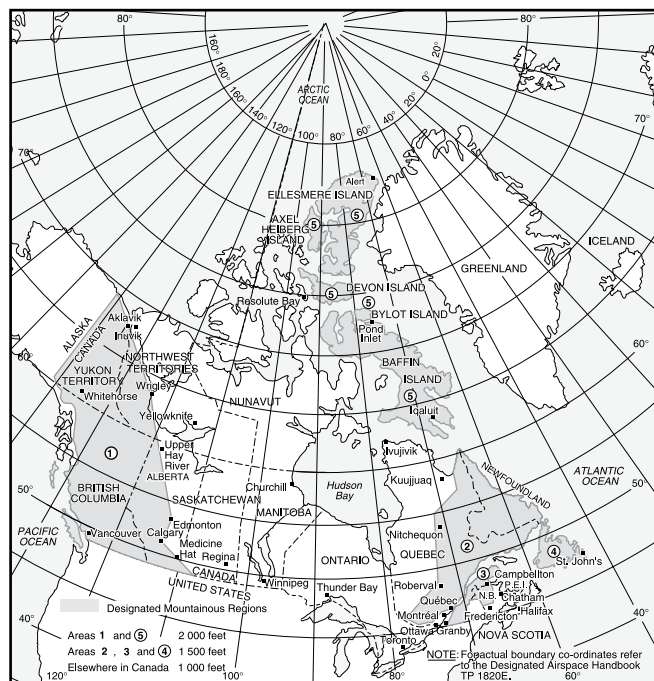 80°
80°
160°
160°
160°
140°
120°
100°
80°
60°
40°
20°
0°
ARCTIC
OCEAN
70°
70°
Alert
ELLESMERE ISLAND
5
AXEL
HEIBERG
ISLAND
5
ICELAND
GREENLAND
5
DEVON ISLAND
Resolute Bay
5
BYLOT ISLAND
Pond
Inlet
60°
60°
Aklavik
Inuvik
ALASKA
CANADA
NORTHWEST
TERRITORIES
YUKON
TERRITORY
Whitehorse
Wrigley
NUNAVUT
BAFFIN
ISLAND
5
Iqaluit
Yellowknife
Ivujivik
1
Upper
Hay
River
ALBERTA
Kuujjuaq
NEWFOUNDLAND
ATLANTIC
OCEAN
50°
50°
BRITISH
COLUMBIA
SASKATCHEWAN
Churchill
Hudson
Bay
MANITOBA
PACIFIC
OCEAN
Vancouver
Edmonton
Calgary
Medicine
Hat
Regina
Nitchequon
QUEBEC
2
4
St. John's
ONTARIO
3
Campbellton
P.E.I.
CANADA
UNITED STATES
Winnipeg
Thunder Bay
Roberval
N.B.
Chatham
Québec
Halifax
Fredericton
Montréal
Ottawa
Granby
NOVA SCOTIA
Toronto
40°
120°
110°
100°
90°
80°
70°
60°
Designated Mountainous Regions
Areas 1 and 5 2 000 feet
Areas 2 , 3 and 4 1 500 feet
Elsewhere in Canada 1 000 feet
NOTE: For actual boundary co-ordinates refer
to the Designated Airspace Handbook
TP 1820E.